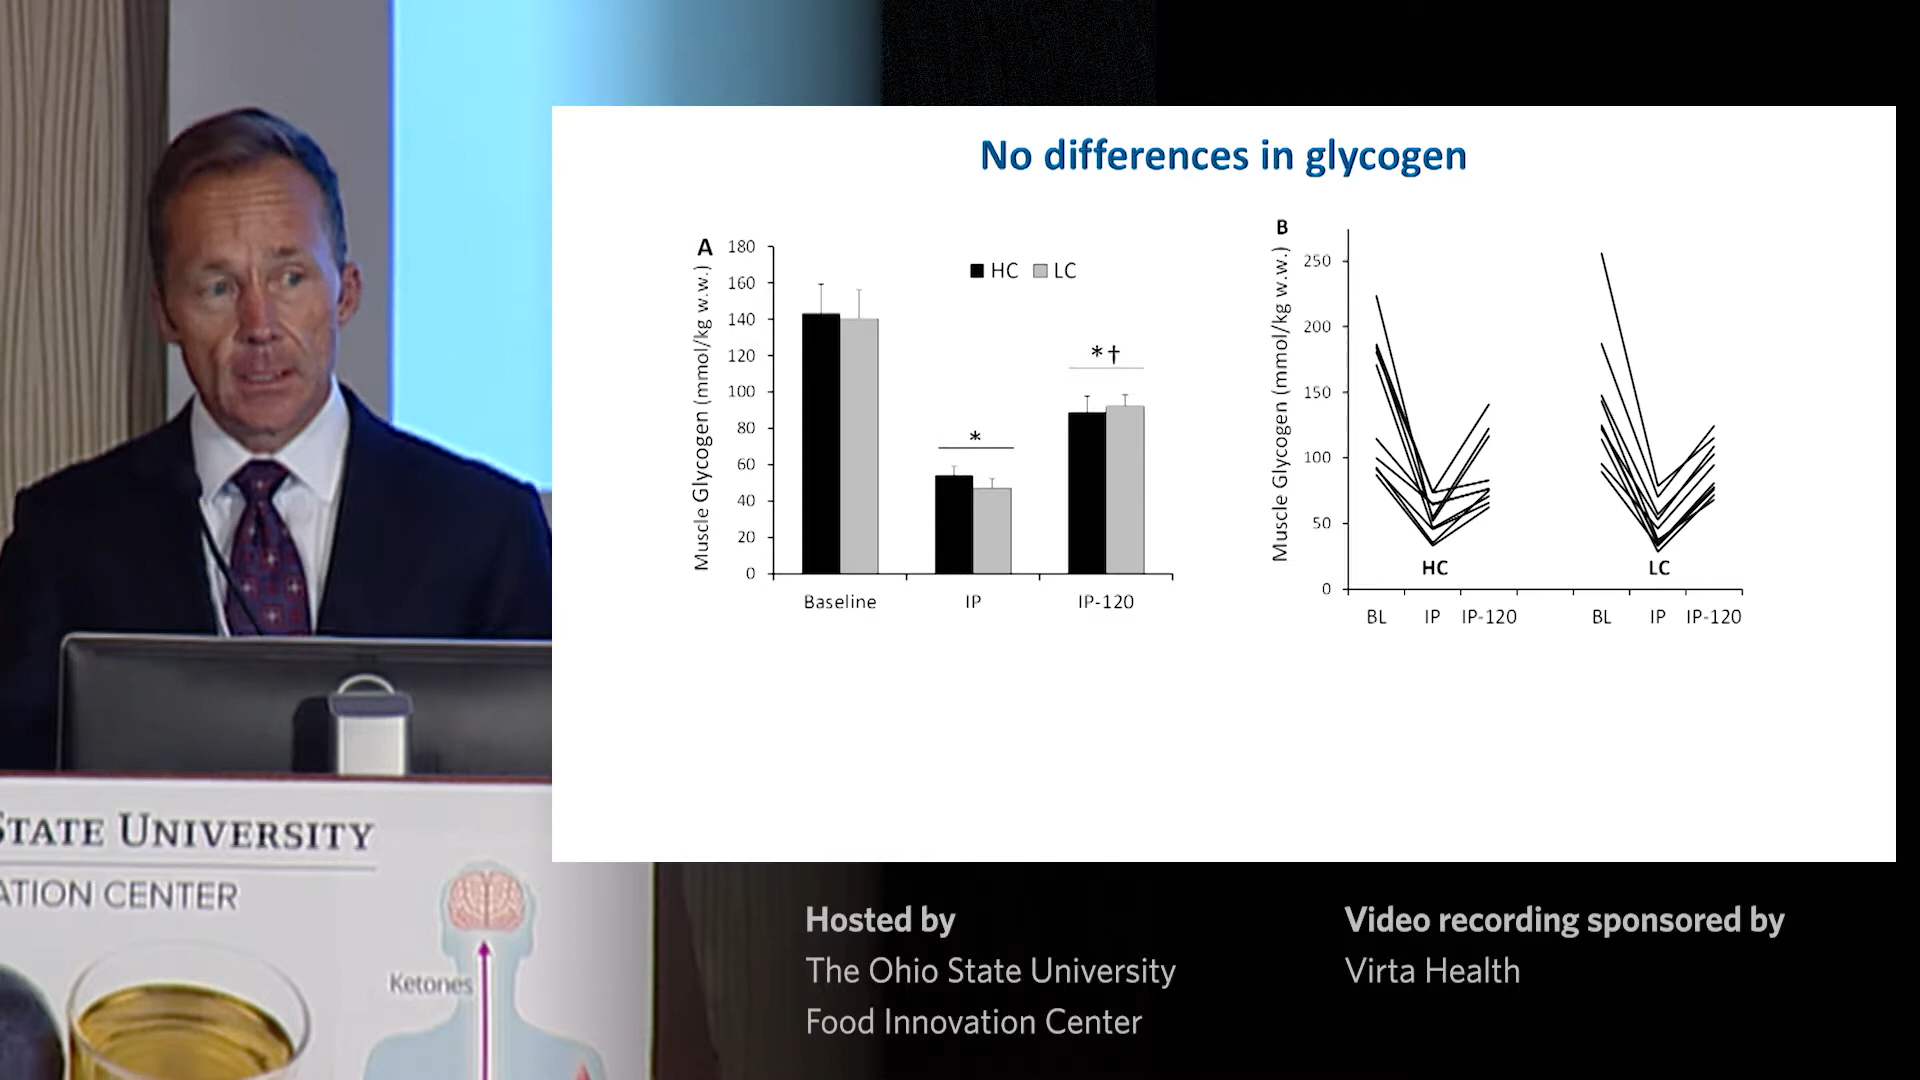 No differences in glycogen
A
Muscle Glycogen (mmol/kg w.w.)
180
160
140
120
100
80
60
40
20
0
HC LC
*
*†
Baseline IP IP-120
B
Muscle Glycogen (mmol/kg w.w.)
250
200
150
100
50
0
HC LC
BL IP IP-120 BL IP IP-120
STATE UNIVERSITY
ATION CENTER
Ketones
Hosted by
The Ohio State University
Food Innovation Center
Video recording sponsored by
Virta Health